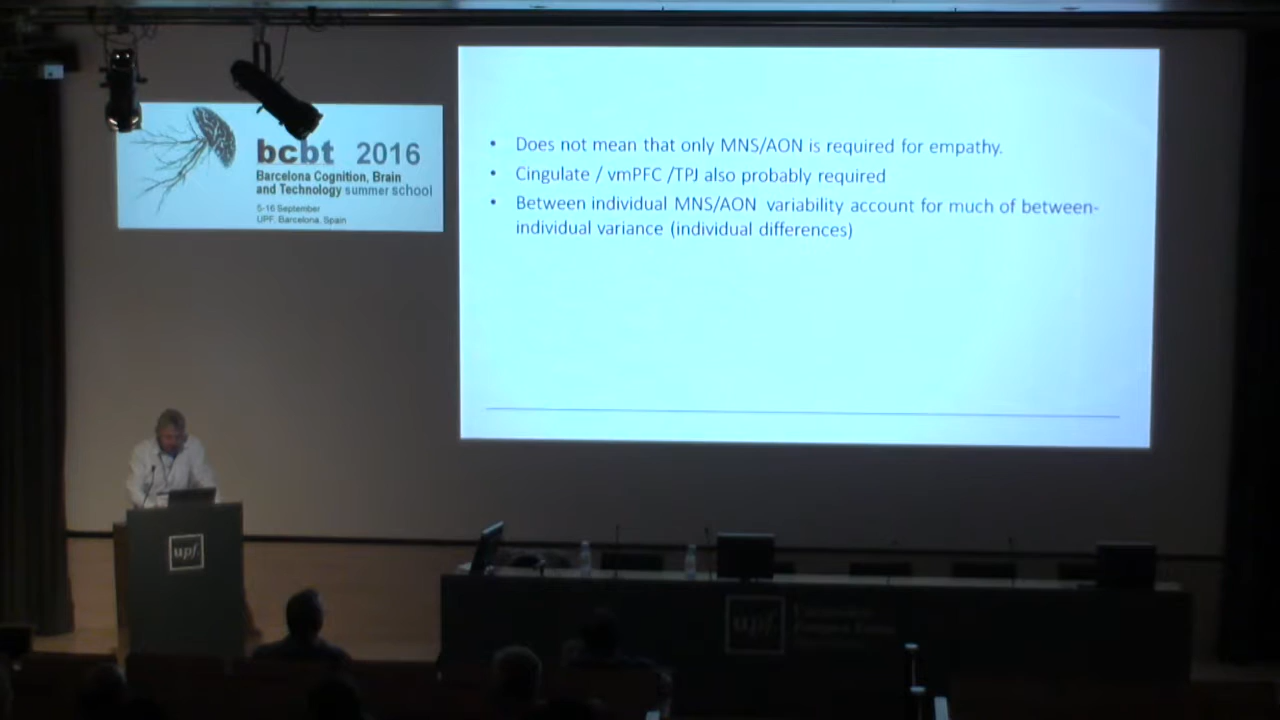 bcbt 2016
Barcelona Cognition, Brain
and Technology summer school
5-16 September
UPF. Barcelona, Spain
• Does not mean that only MNS/AON is required for empathy.
• Cingulate / vmPFC /TPJ also probably required
• Between individual MNS/AON variability account for much of between-
individual variance (individual differences)
upf.
upf.